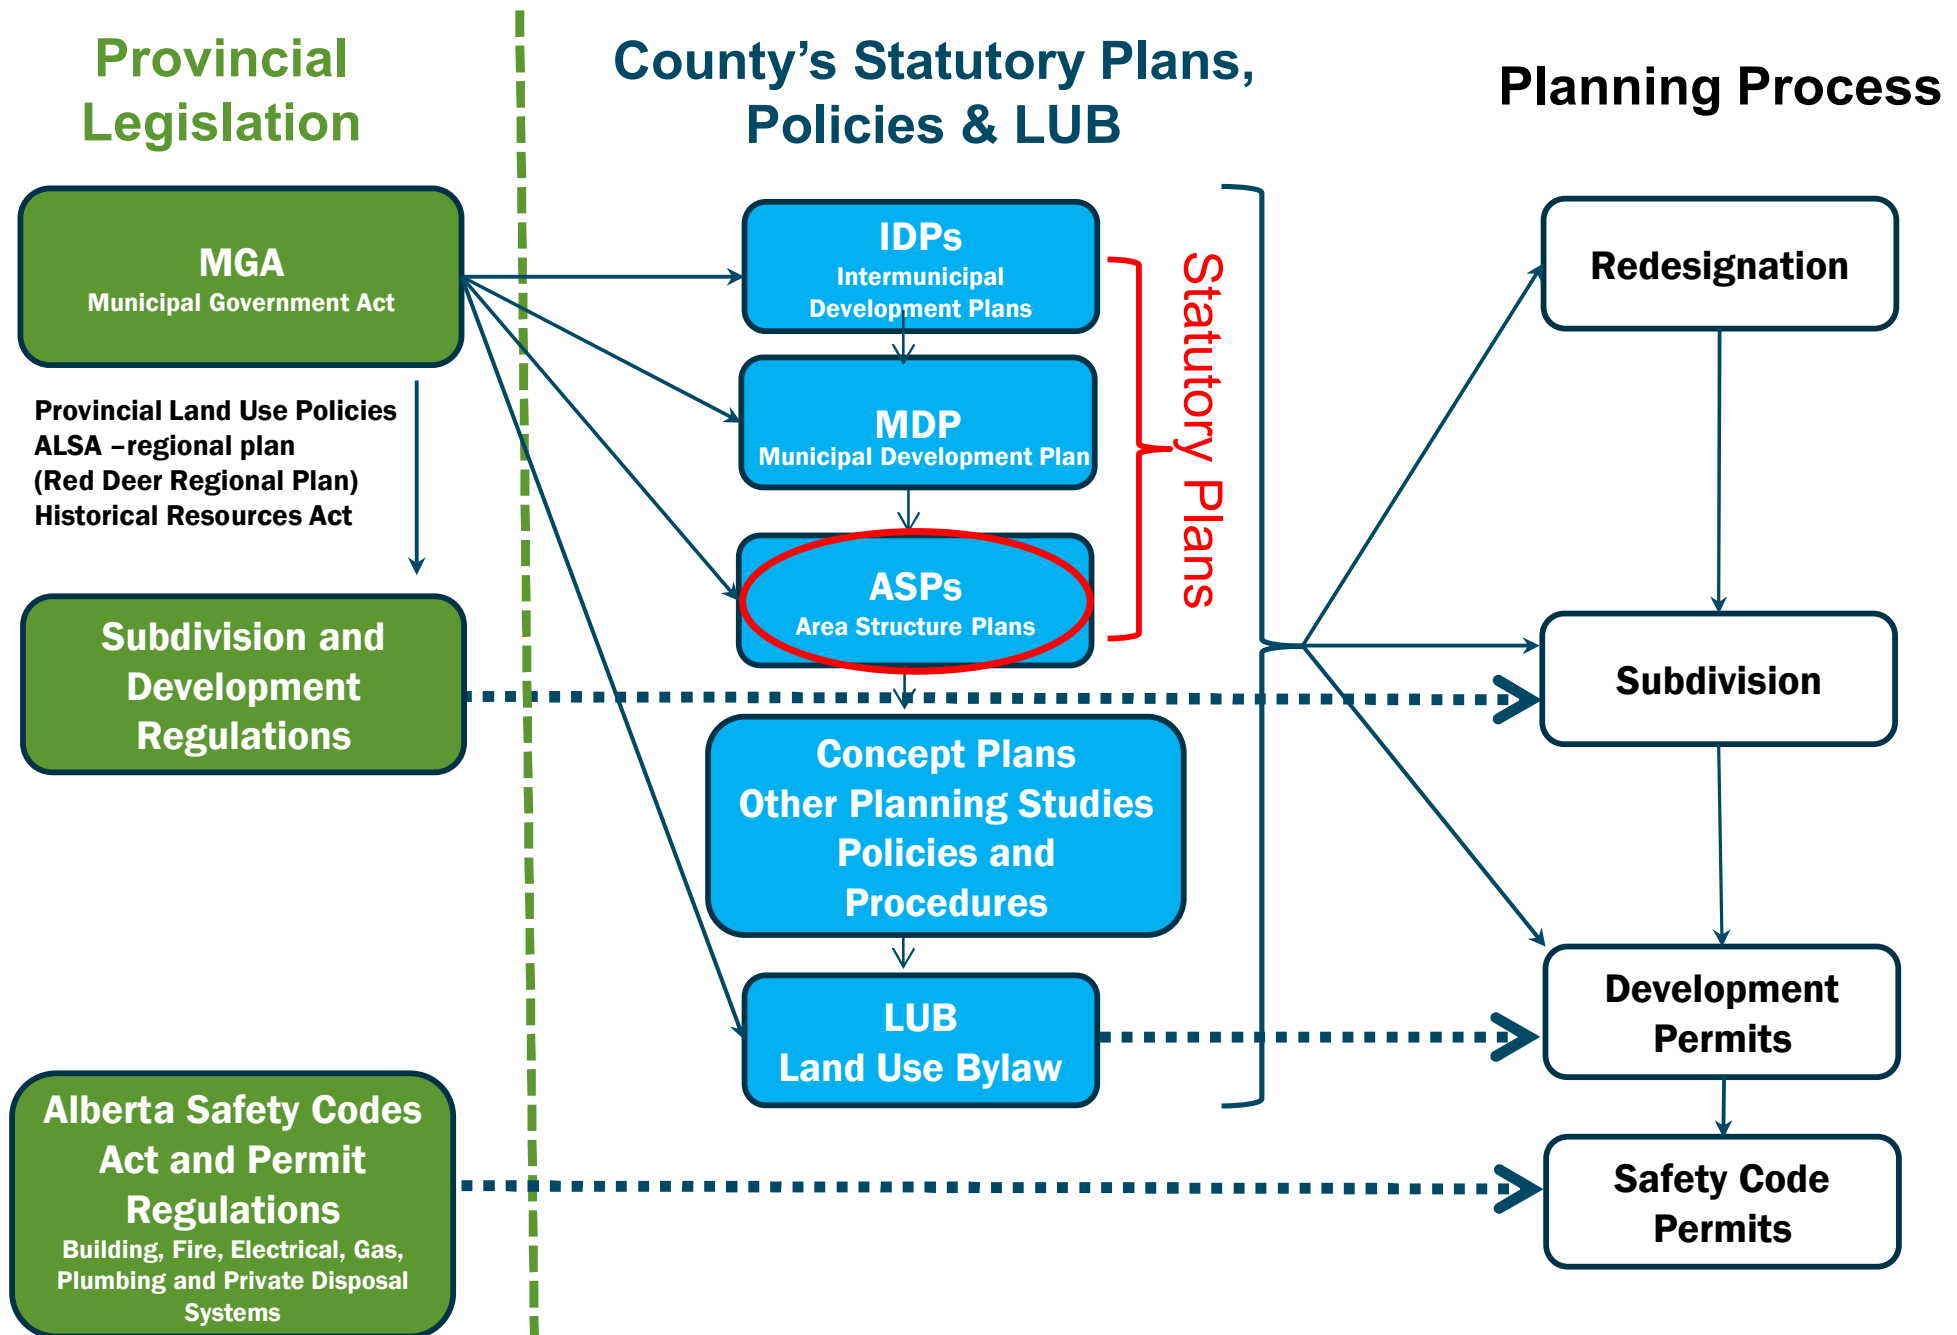 Provincial
Legislation
County's Statutory Plans,
Policies & LUB
Planning Process
MGA
Municipal Government Act
Provincial Land Use Policies
ALSA –regional plan
(Red Deer Regional Plan)
Historical Resources Act
Subdivision and
Development
Regulations
Alberta Safety Codes
Act and Permit
Regulations
Building, Fire, Electrical, Gas,
Plumbing and Private Disposal
Systems
IDPs
Intermunicipal
Development Plans
MDP
Municipal Development Plan
ASPs
Area Structure Plans
Concept Plans
Other Planning Studies
Policies and
Procedures
LUB
Land Use Bylaw
Statutory Plans
Redesignation
Subdivision
Development
Permits
Safety Code
Permits